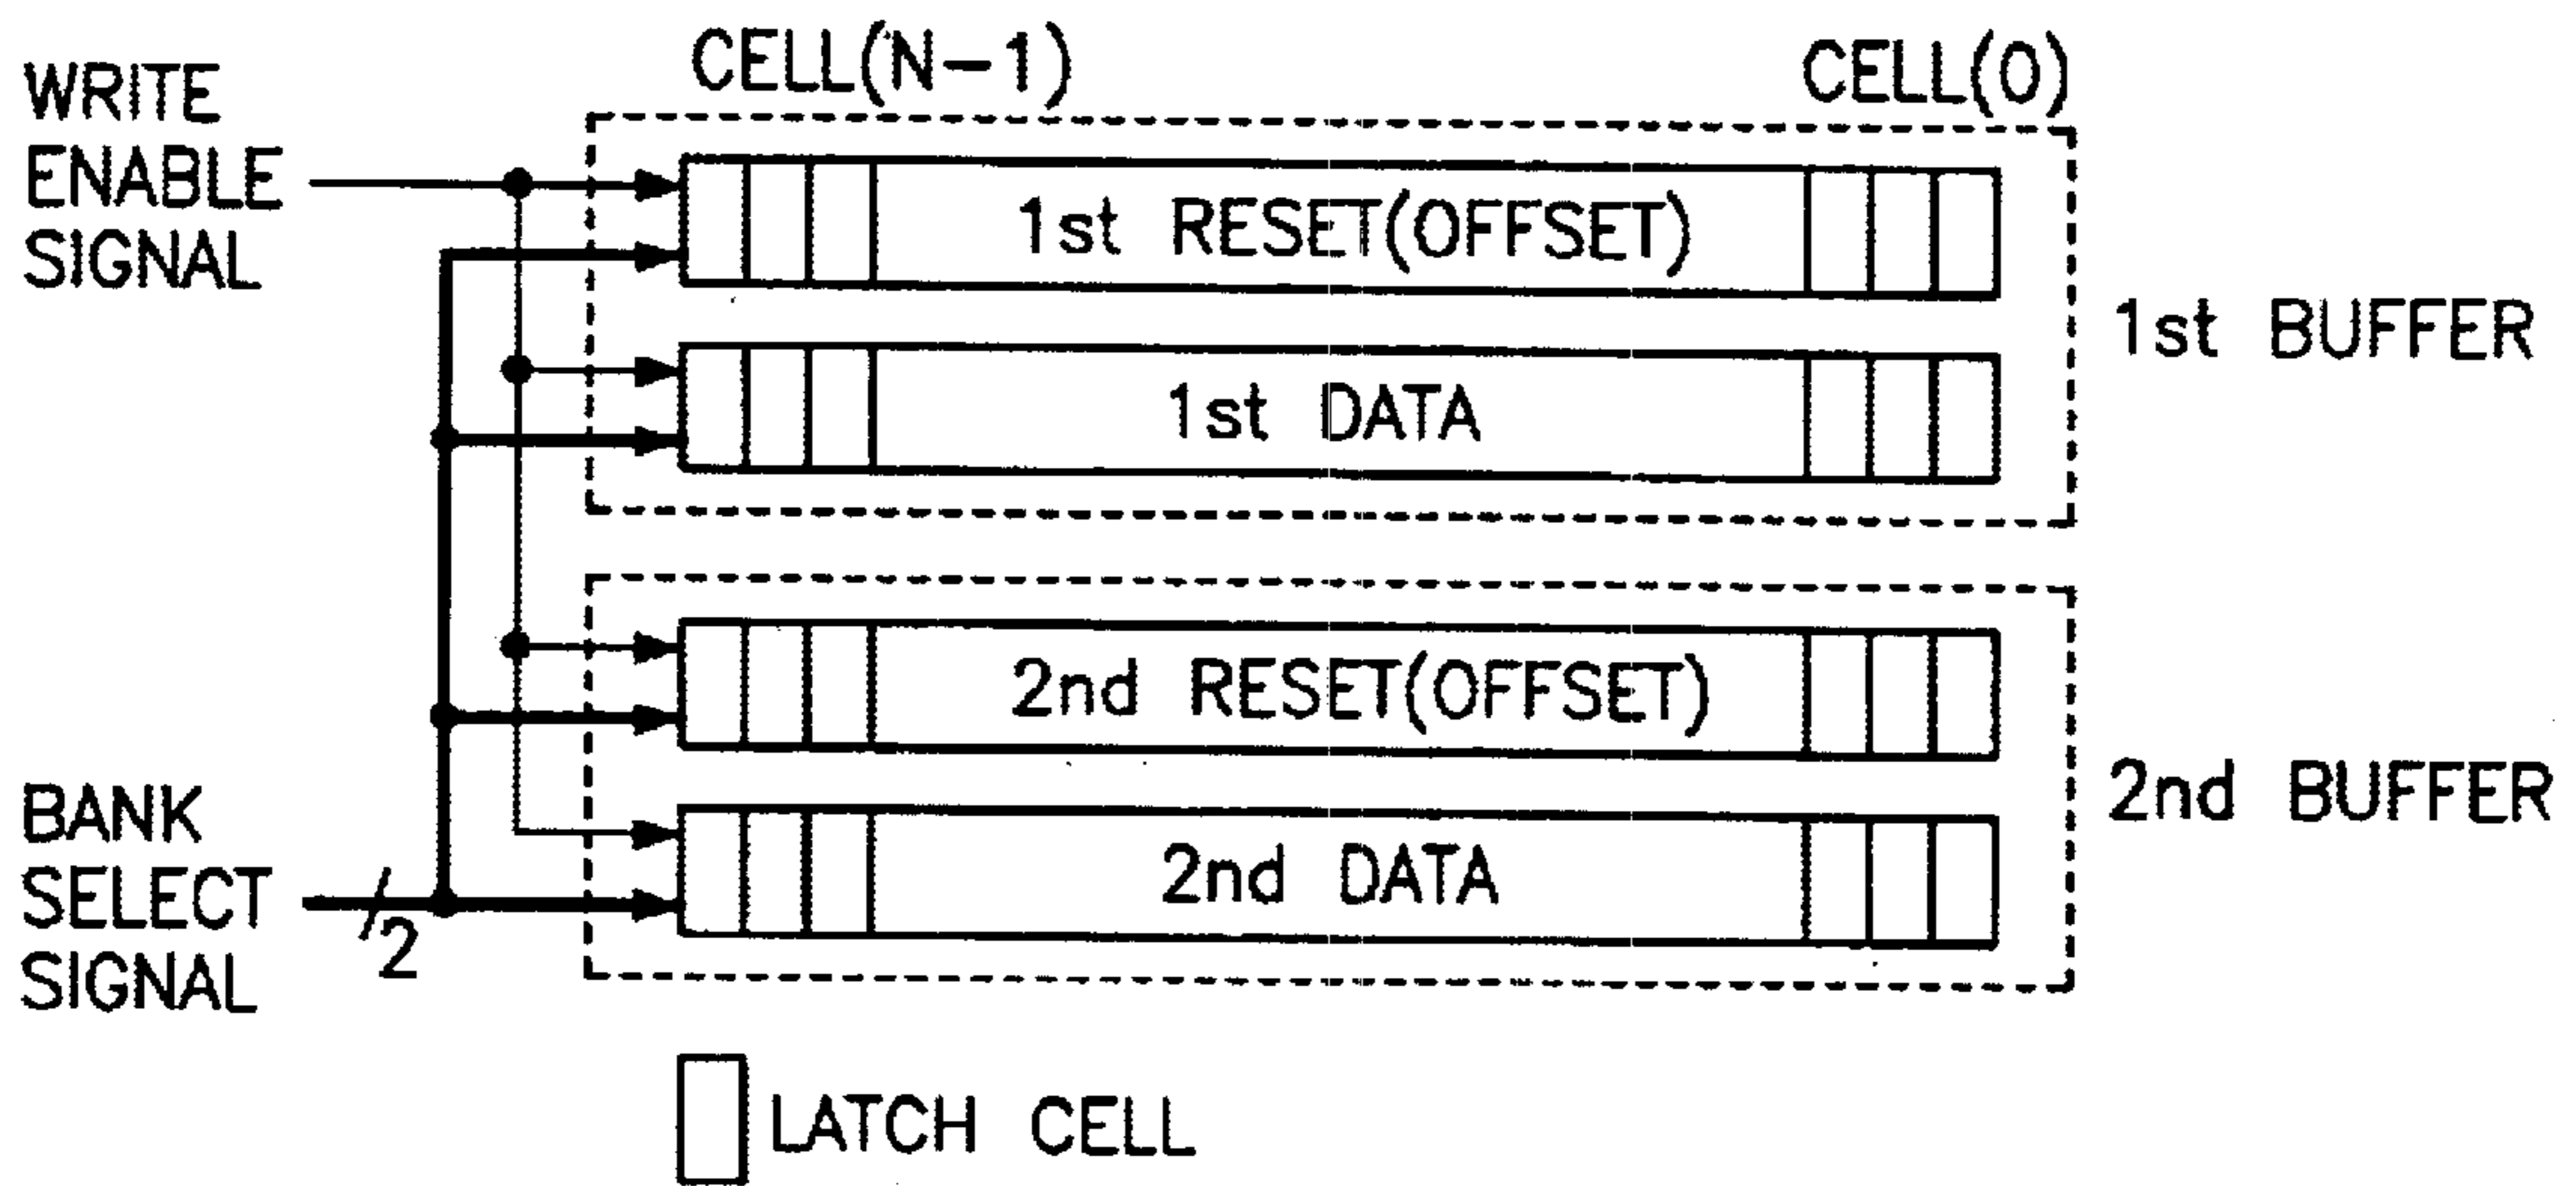 WRITE
ENABLE
SIGNAL
CELL(N-1)
CELL(0)
1st RESET(OFFSET)
1st DATA
1st BUFFER
2nd RESET(OFFSET)
2nd DATA
2nd BUFFER
BANK
SELECT
SIGNAL
2
LATCH CELL